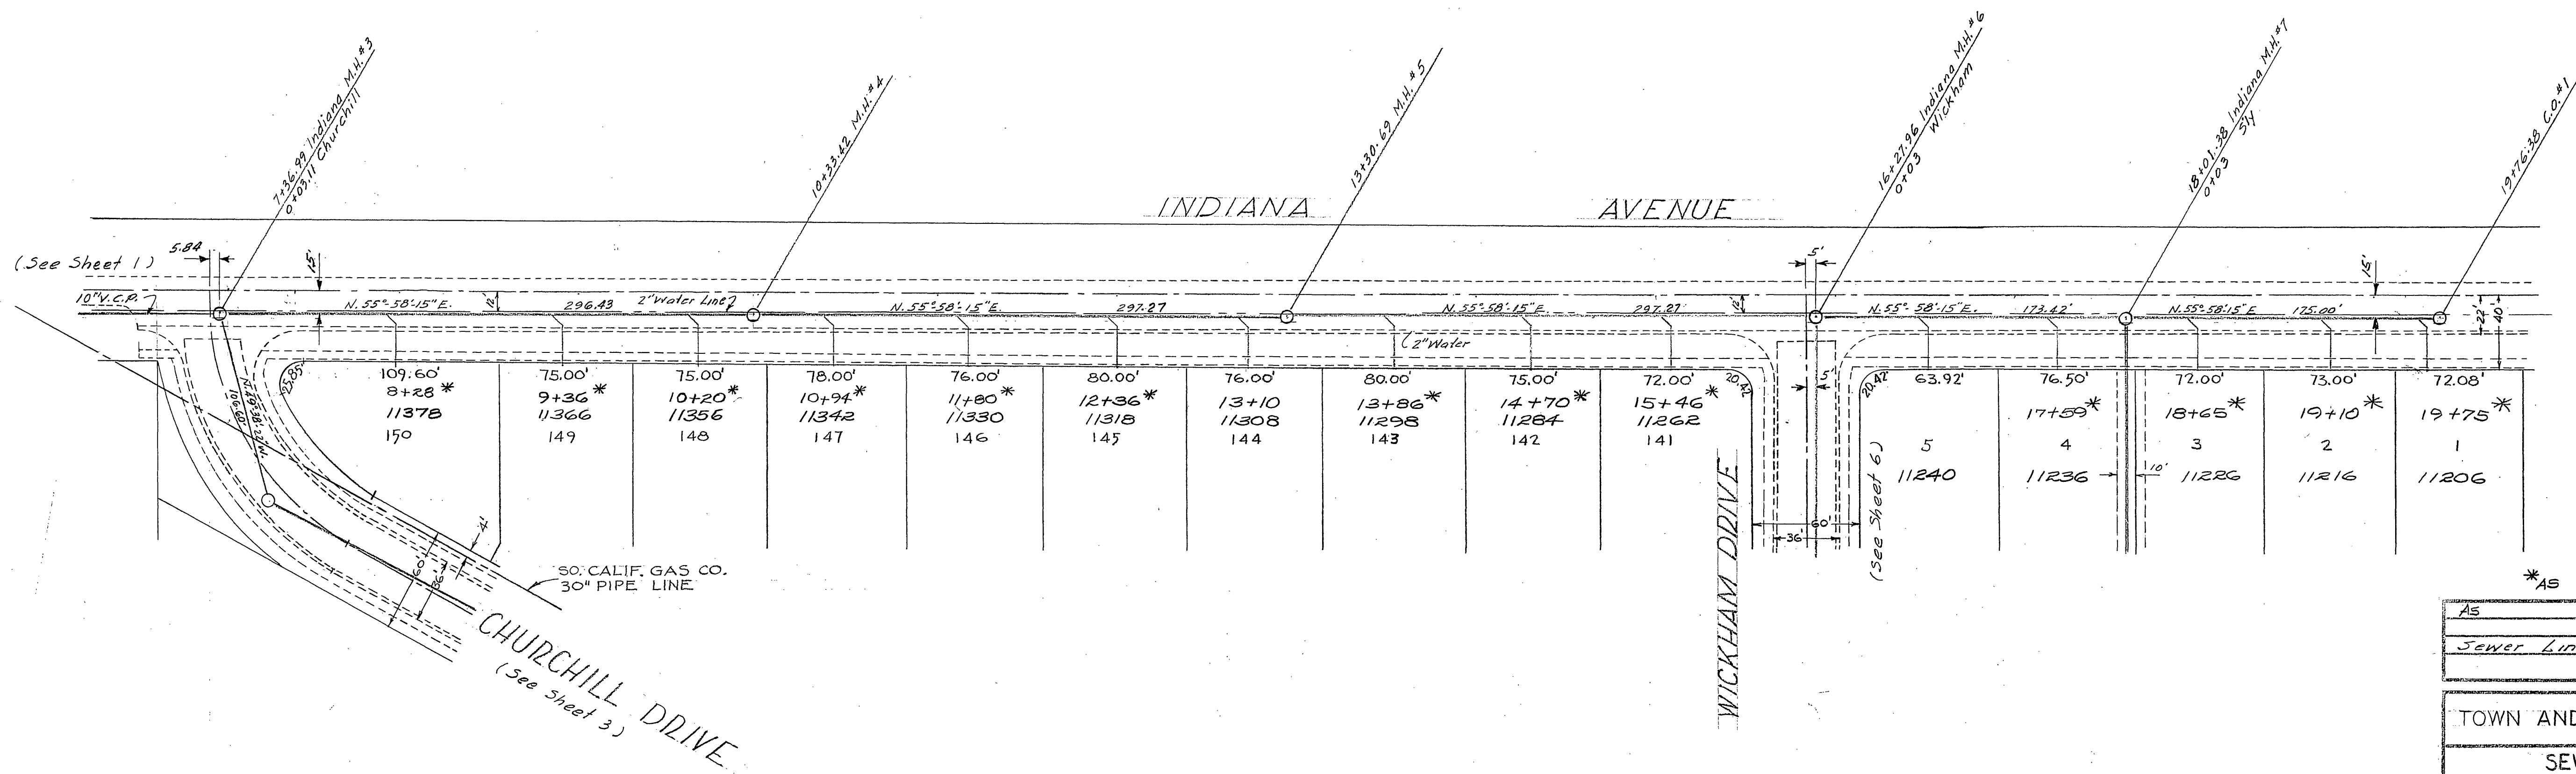 7+36.99 Indiana M.H.#3
0+03.11 Churchill
10+33.42 M.H.#4
13+30.69 M.H.#5
16+27.96 Indiana M.H.#6
0+03 Wickham
18+01.38 Indiana M.H.#7
0+03 S'ly
19+76.38 C.O.#1
INDIANA AVENUE
(See Sheet 1)
5.84
15'
5'
15'
10" V.C.P.
N.55°-58'-15"E.
12'
296.43
2" Water Line
N.55°-58'-15"E.
297.27
N.55°-58'-15"E
297.27
12'
N.55°-58'-15"E.
173.42'
N.55°-58'-15"E
175.00'
22'
40'
2" Water
25.85'
N.49°-38'-22"W.
106.60'
109.60'
8+28*
11378
150
75.00'
9+36*
11366
149
75.00'
10+20*
11356
148
78.00'
10+94*
11342
147
76.00'
11+80*
11330
146
80.00'
12+36*
11318
145
76.00'
13+10
11308
144
80.00'
13+86*
11298
143
75.00'
14+70*
11284
142
72.00'
15+46*
11262
141
20.42
5'
20.42'
63.92'
5
11240
76.50'
17+59*
4
11236
10'
72.00'
18+65*
3
11226
73.00'
19+10*
2
11216
72.08'
19+75*
1
11206
WICKHAM DRIVE
60'
36'
(See Sheet 6)
4'
60'
36'
SO. CALIF. GAS CO.
30" PIPE LINE
CHURCHILL DRIVE
(See Sheet 3)
*AS
As
Sewer Lin
TOWN AND
SEW